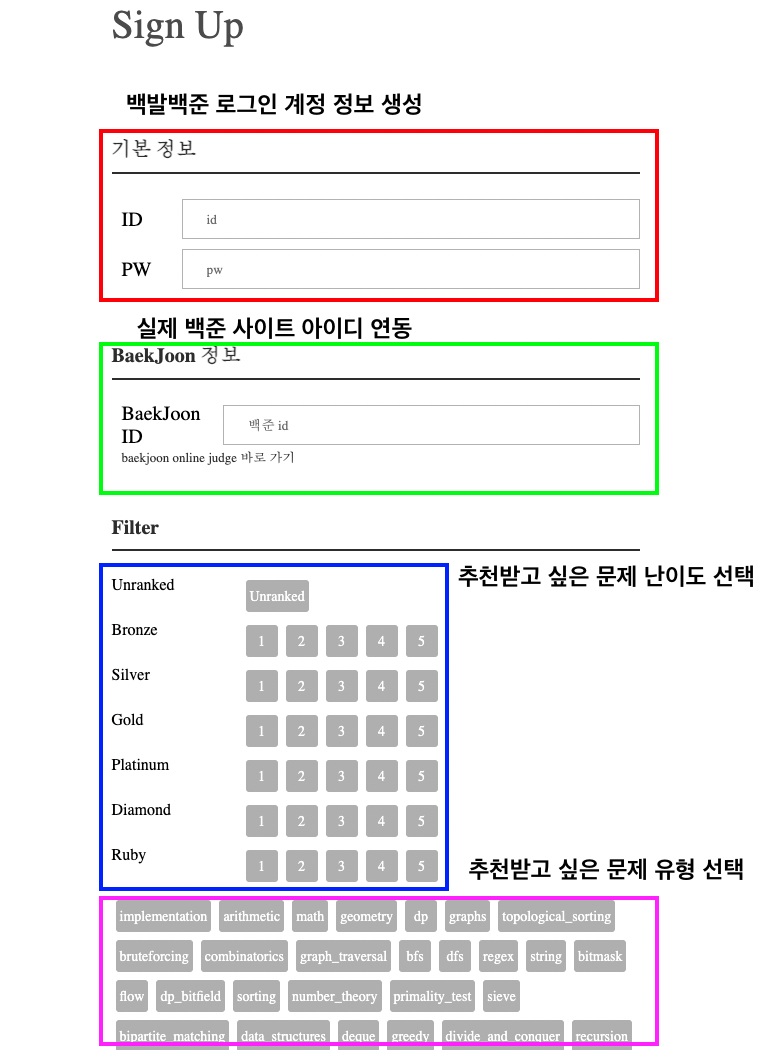 Sign Up
백발백준 로그인 계정 정보 생성
기본 정보
ID id
PW pw
실제 백준 사이트 아이디 연동
BaekJoon 정보
BaekJoon ID 백준 id
baekjoon online judge 바로 가기
Filter
추천받고 싶은 문제 난이도 선택
Unranked Unranked
Bronze 1 2 3 4 5
Silver 1 2 3 4 5
Gold 1 2 3 4 5
Platinum 1 2 3 4 5
Diamond 1 2 3 4 5
Ruby 1 2 3 4 5
추천받고 싶은 문제 유형 선택
implementation arithmetic math geometry dp graphs topological_sorting
bruteforcing combinatorics graph_traversal bfs dfs regex string bitmask
flow dp_bitfield sorting number_theory primality_test sieve
bipartite_matching data_structures deque greedy divide_and_conquer recursion